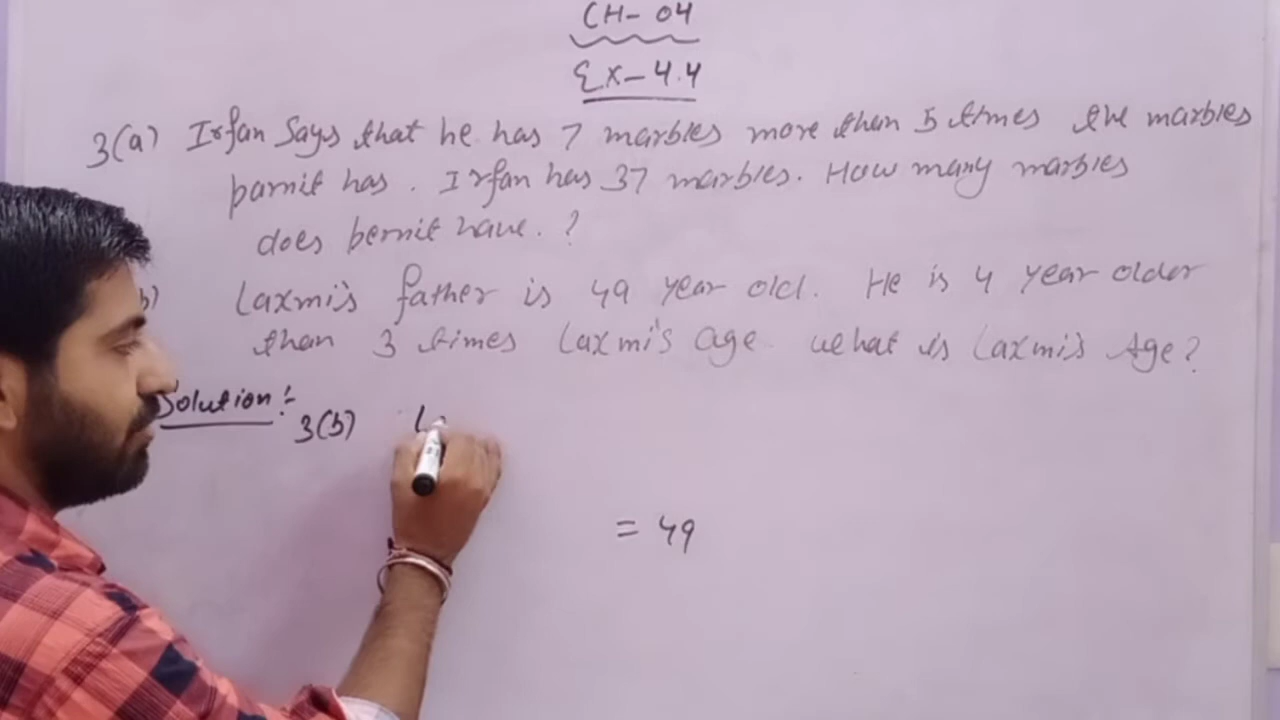 CH- 04
Ex- 4.4
3(a) Irfan Says that he has 7 marbles more than 5 times the marbles
parmit has. Irfan has 37 marbles. How many marbles
does permit have.?
b) Laxmi's father is 49 year old. He is 4 year older
than 3 times Laxmi's age. What is Laxmi's Age?
Solution:-
3(b) L
= 49